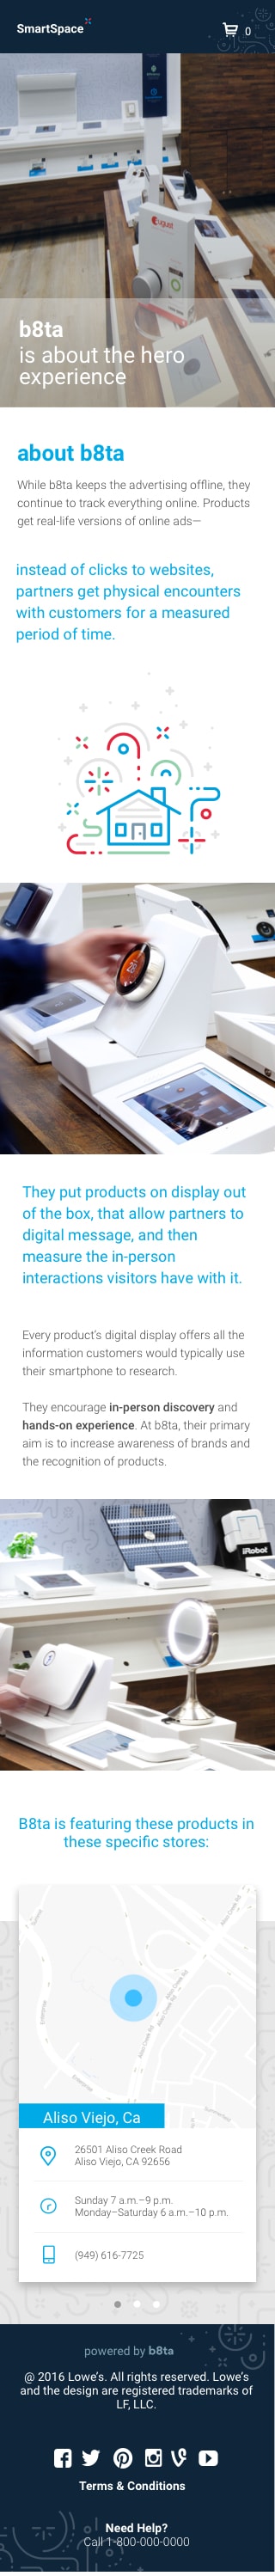 SmartSpace
0
b8ta
is about the hero
experience
about b8ta
While b8ta keeps the advertising offline, they
continue to track everything online. Products
get real-life versions of online ads—
instead of clicks to websites,
partners get physical encounters
with customers for a measured
period of time.
They put products on display out
of the box, that allow partners to
digital message, and then
measure the in-person
interactions visitors have with it.
Every product's digital display offers all the
information customers would typically use
their smartphone to research.
They encourage in-person discovery and
hands-on experience. At b8ta, their primary
aim is to increase awareness of brands and
the recognition of products.
iRobot
B8ta is featuring these products in
these specific stores:
Aliso Viejo, Ca
26501 Aliso Creek Road
Aliso Viejo, CA 92656
Sunday 7 a.m.–9 p.m.
Monday–Saturday 6 a.m.–10 p.m.
(949) 616-7725
powered by b8ta
@ 2016 Lowe's. All rights reserved. Lowe's
and the design are registered trademarks of
LF, LLC.
Terms & Conditions
Need Help?
Call 1-800-000-0000